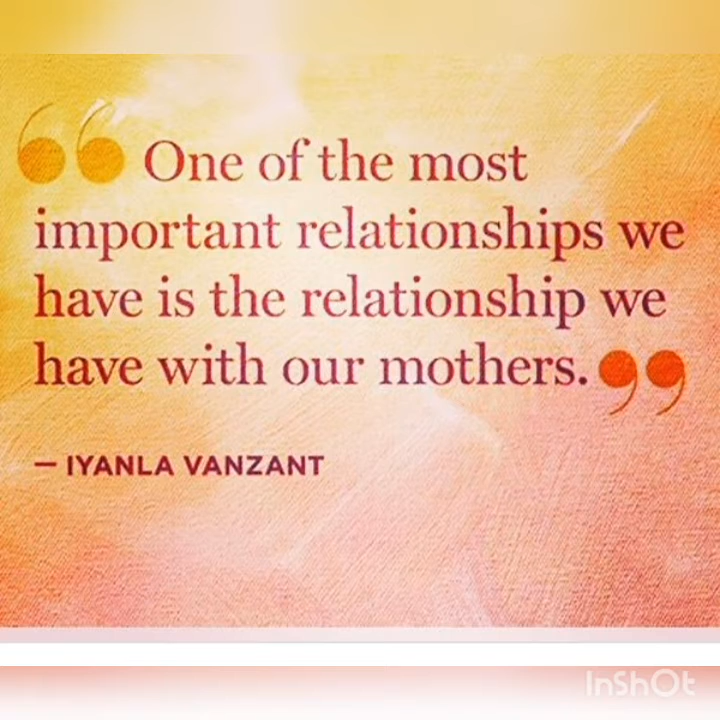 “ One of the most
important relationships we
have is the relationship we
have with our mothers. ”
– IYANLA VANZANT
InShOt